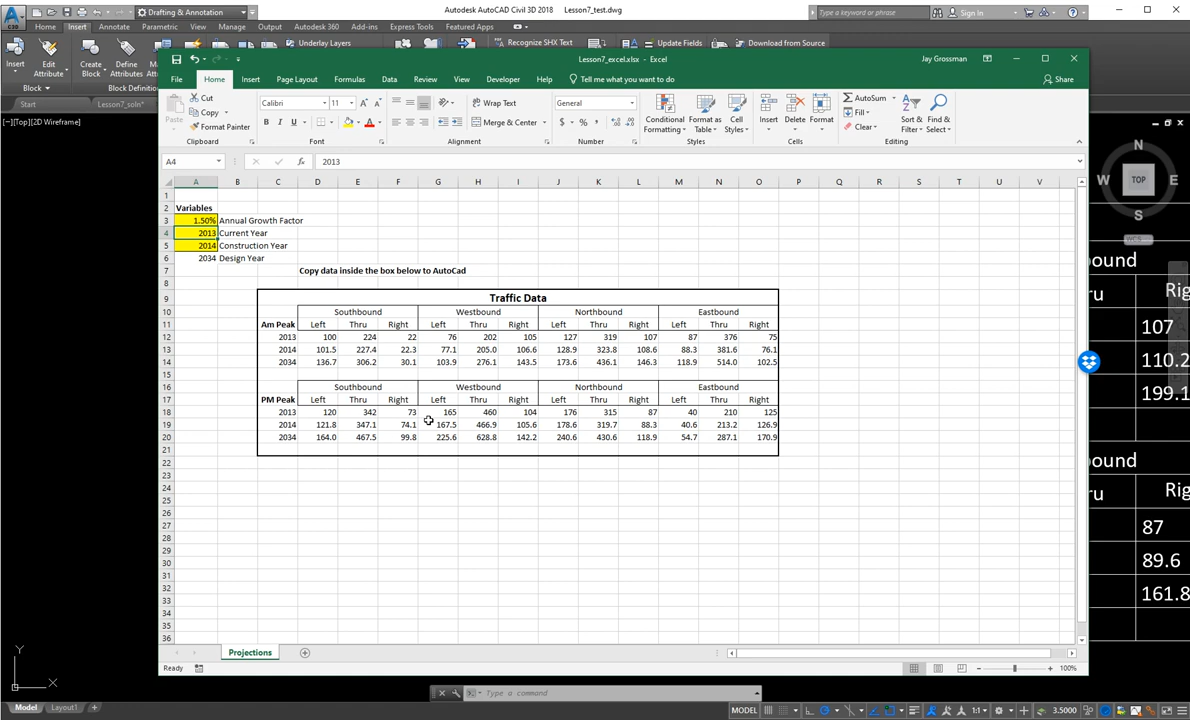 Autodesk AutoCAD Civil 3D 2018 Lesson7_test.dwg
Drafting & Annotation
Type a keyword or phrase
Sign In
C3D
Home Insert Annotate Parametric View Manage Output Autodesk 360 Add-ins Express Tools Featured Apps
Underlay Layers Recognize SHX Text Update Fields Download from Source
Insert Edit Attribute Create Block Define Attributes
Block Block Definition
Start Lesson7_soln*
[–][Top][2D Wireframe]
Lesson7_excel.xlsx - Excel
Jay Grossman
File Home Insert Page Layout Formulas Data Review View Developer Help Tell me what you want to do Share
Paste Cut Copy Format Painter
Calibri 11 A A
B I U
Wrap Text
Merge & Center
General
$ % ,
Conditional Formatting Format as Table Cell Styles
Insert Delete Format
AutoSum Fill Clear
Sort & Filter Find & Select
Clipboard Font Alignment Number Styles Cells Editing
A4 fx 2013
A B C D E F G H I J K L M N O P Q R S T U V
1
2 Variables
3 1.50% Annual Growth Factor
4 2013 Current Year
5 2014 Construction Year
6 2034 Design Year
7 Copy data inside the box below to AutoCad
8
9 Traffic Data
10 Southbound Westbound Northbound Eastbound
11 Am Peak Left Thru Right Left Thru Right Left Thru Right Left Thru Right
12 2013 100 224 22 76 202 105 127 319 107 87 376 75
13 2014 101.5 227.4 22.3 77.1 205.0 106.6 128.9 323.8 108.6 88.3 381.6 76.1
14 2034 136.7 306.2 30.1 103.9 276.1 143.5 173.6 436.1 146.3 118.9 514.0 102.5
15
16 Southbound Westbound Northbound Eastbound
17 PM Peak Left Thru Right Left Thru Right Left Thru Right Left Thru Right
18 2013 120 342 73 165 460 104 176 315 87 40 210 125
19 2014 121.8 347.1 74.1 167.5 466.9 105.6 178.6 319.7 88.3 40.6 213.2 126.9
20 2034 164.0 467.5 99.8 225.6 628.8 142.2 240.6 430.6 118.9 54.7 287.1 170.9
21
22
23
24
25
26
27
28
29
30
31
32
33
34
35
36
Projections
Ready
100%
N
W TOP E
S
WCS
bound
ru Rig
107
110.2
199.1
ound
ru Rig
87
89.6
161.8
Y
X
Type a command
Model Layout1 +
MODEL 1:1 3.5000